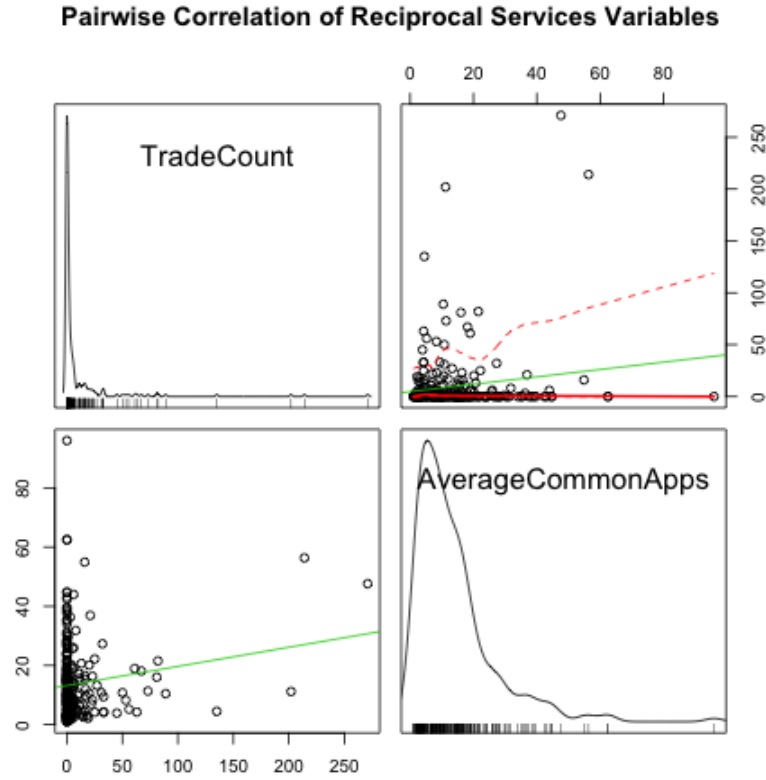 Pairwise Correlation of Reciprocal Services Variables
0 20 40 60 80
TradeCount
250
200
150
100
50
0
80
60
40
20
0
AverageCommonApps
0 50 100 150 200 250